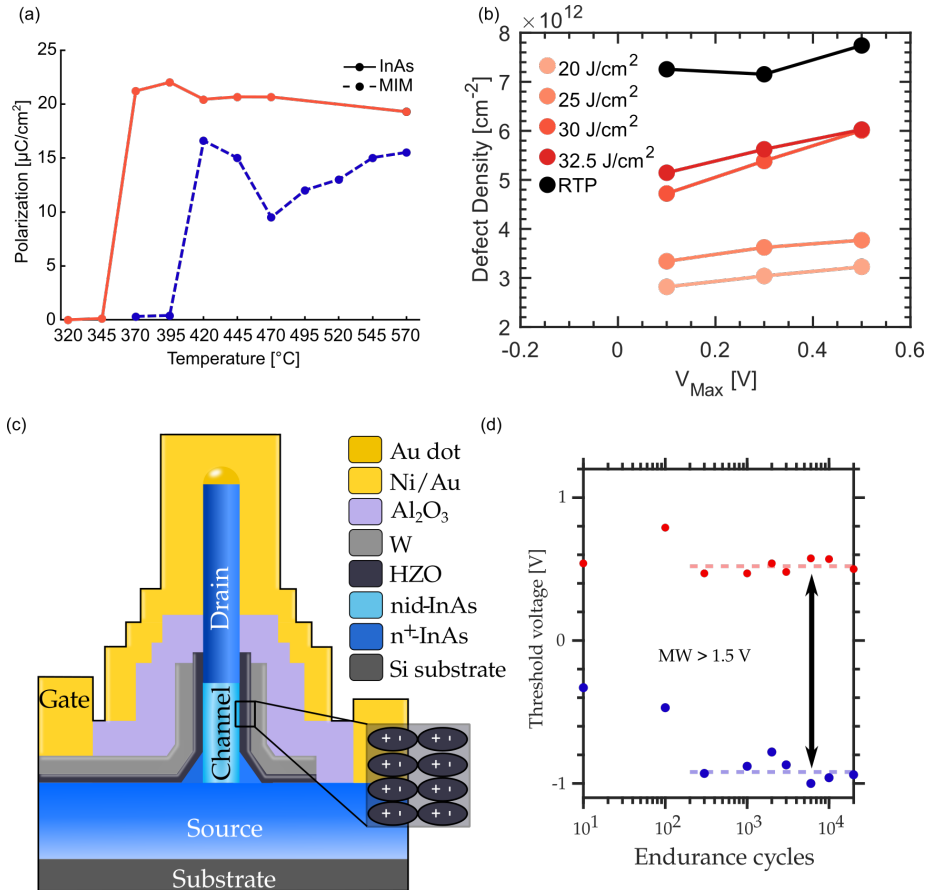 (a)
25
20
15
10
5
0
Polarization [µC/cm²]
InAs
MIM
320 345 370 395 420 445 470 495 520 545 570
Temperature [°C]
(b)
8 ×10¹²
7
6
5
4
3
2
Defect Density [cm⁻²]
20 J/cm²
25 J/cm²
30 J/cm²
32.5 J/cm²
RTP
-0.2 0 0.2 0.4 0.6
V_Max [V]
(c)
Au dot
Ni/Au
Al₂O₃
W
HZO
nid-InAs
n⁺-InAs
Si substrate
Drain
Gate
Channel
+ - + -
+ - + -
+ - + -
+ - + -
Source
Substrate
(d)
1
0
-1
Threshold voltage [V]
MW > 1.5 V
10¹ 10² 10³ 10⁴
Endurance cycles